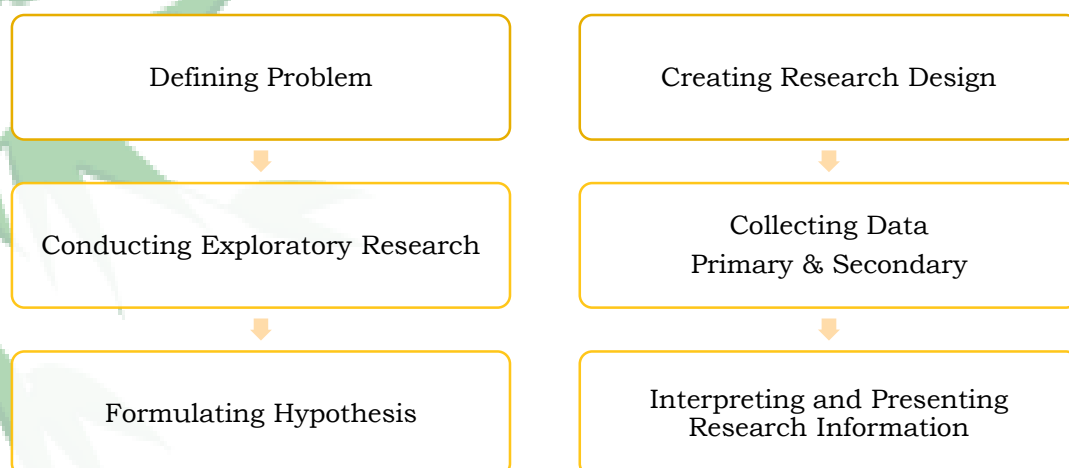 Defining Problem
Conducting Exploratory Research
Formulating Hypothesis
Creating Research Design
Collecting Data
Primary & Secondary
Interpreting and Presenting
Research Information